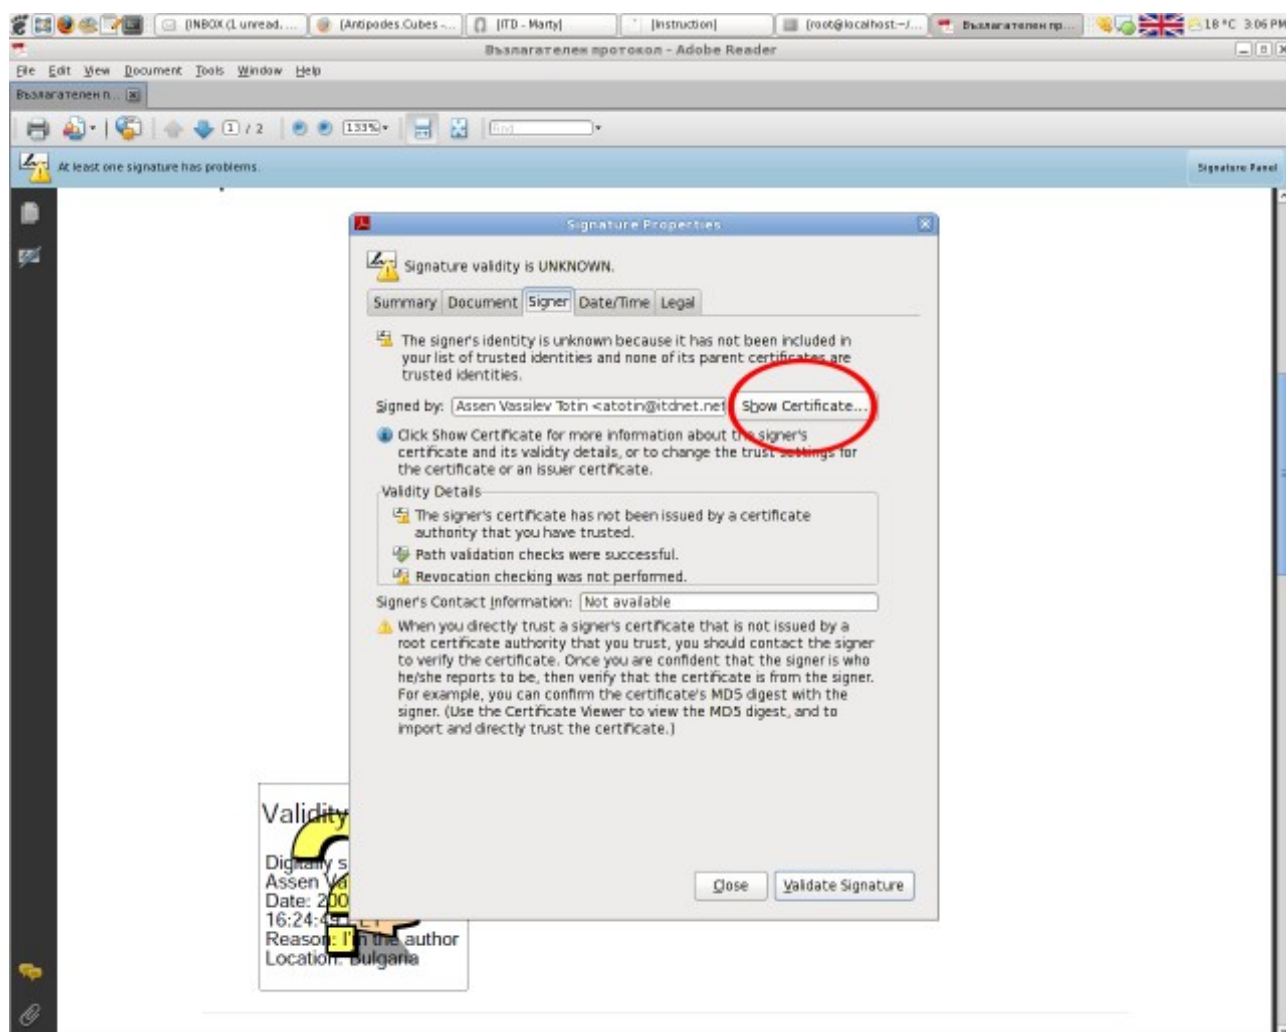 [INBOX (1 unread, ...
[Antipodes.Cubes -...
[ITD - Marty]
[Instruction]
[root@localhost:~/...
Възлагателен пр...
18 °C 3:06 PM
Възлагателен протокол - Adobe Reader
File Edit View Document Tools Window Help
Възлагателен п...
1 / 2
133%
Find
At least one signature has problems.
Signature Panel
Signature Properties
Signature validity is UNKNOWN.
Summary Document Signer Date/Time Legal
The signer's identity is unknown because it has not been included in
your list of trusted identities and none of its parent certificates are
trusted identities.
Signed by: Assen Vassilev Totin <atotin@itdnet.net Show Certificate...
Click Show Certificate for more information about the signer's
certificate and its validity details, or to change the trust settings for
the certificate or an issuer certificate.
Validity Details
The signer's certificate has not been issued by a certificate
authority that you have trusted.
Path validation checks were successful.
Revocation checking was not performed.
Signer's Contact Information: Not available
When you directly trust a signer's certificate that is not issued by a
root certificate authority that you trust, you should contact the signer
to verify the certificate. Once you are confident that the signer is who
he/she reports to be, then verify that the certificate is from the signer.
For example, you can confirm the certificate's MD5 digest with the
signer. (Use the Certificate Viewer to view the MD5 digest, and to
import and directly trust the certificate.)
Close Validate Signature
Validity
Digitally s
Assen Va
Date: 200
16:24:4
Reason: I'm the author
Location: Bulgaria